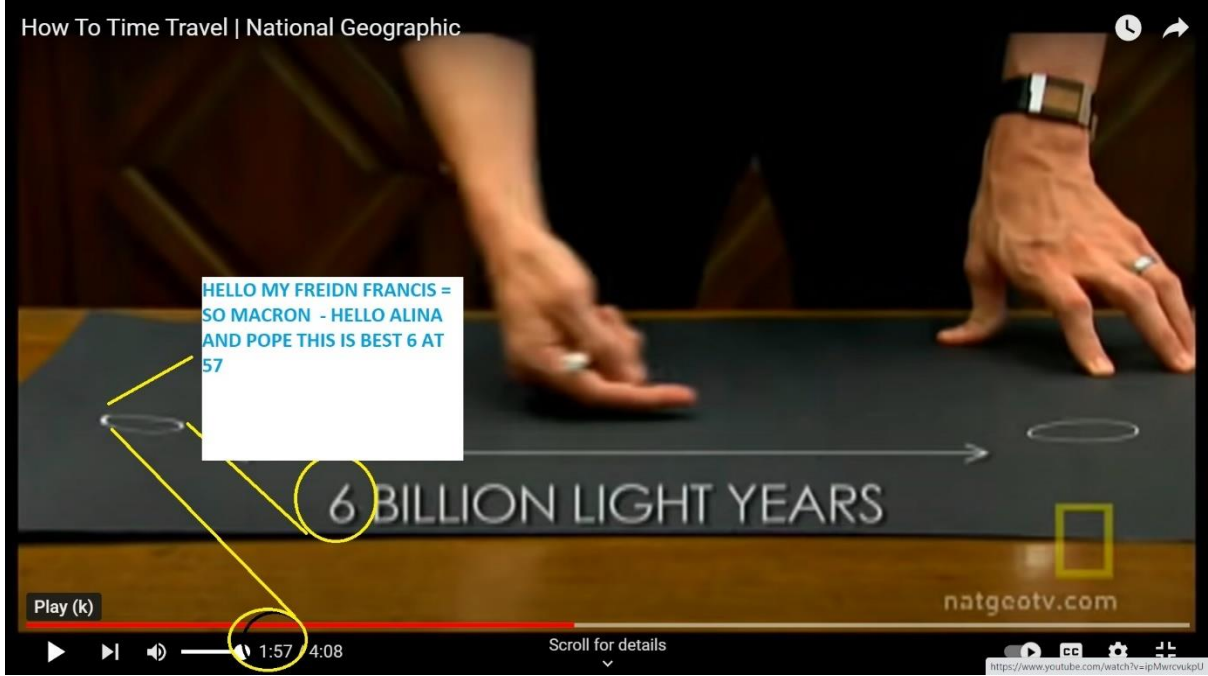 How To Time Travel | National Geographic
HELLO MY FREIDN FRANCIS =
SO MACRON - HELLO ALINA
AND POPE THIS IS BEST 6 AT
57
6 BILLION LIGHT YEARS
natgeotv.com
Play (k)
1:57 / 4:08
Scroll for details
CC
https://www.youtube.com/watch?v=ipMwrcvukpU